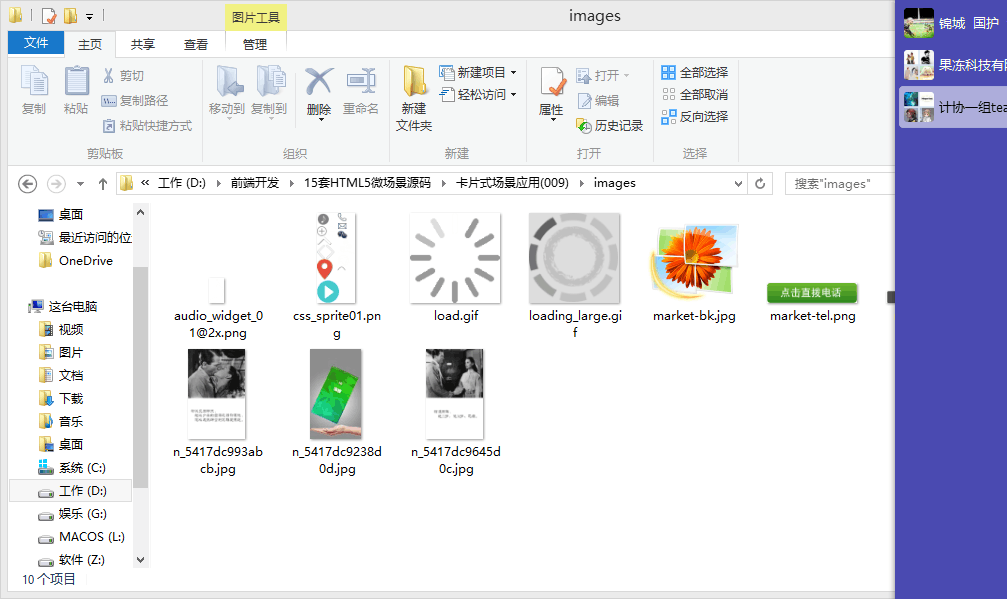 图片工具
images
文件
主页
共享
查看
管理
复制
粘贴
剪切
复制路径
粘贴快捷方式
剪贴板
移动到
复制到
删除
重命名
组织
新建
文件夹
新建项目
轻松访问
新建
属性
打开
编辑
历史记录
打开
全部选择
全部取消
反向选择
选择
« 工作 (D:) 前端开发 15套HTML5微场景源码 卡片式场景应用(009) images
搜索"images"
桌面
最近访问的位
OneDrive
这台电脑
视频
图片
文档
下载
音乐
桌面
系统 (C:)
工作 (D:)
娱乐 (G:)
MACOS (L:)
软件 (Z:)
audio_widget_0
1@2x.png
css_sprite01.pn
g
load.gif
loading_large.gi
f
market-bk.jpg
点击直接电话
market-tel.png
n_5417dc993ab
cb.jpg
n_5417dc9238d
0d.jpg
n_5417dc9645d
0c.jpg
10 个项目
锦城 国护
果冻科技有
计协一组tea